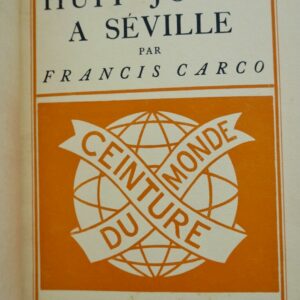 HUIT JOURS
A SÉVILLE
PAR
FRANCIS CARCO
CEINTURE
DU MONDE